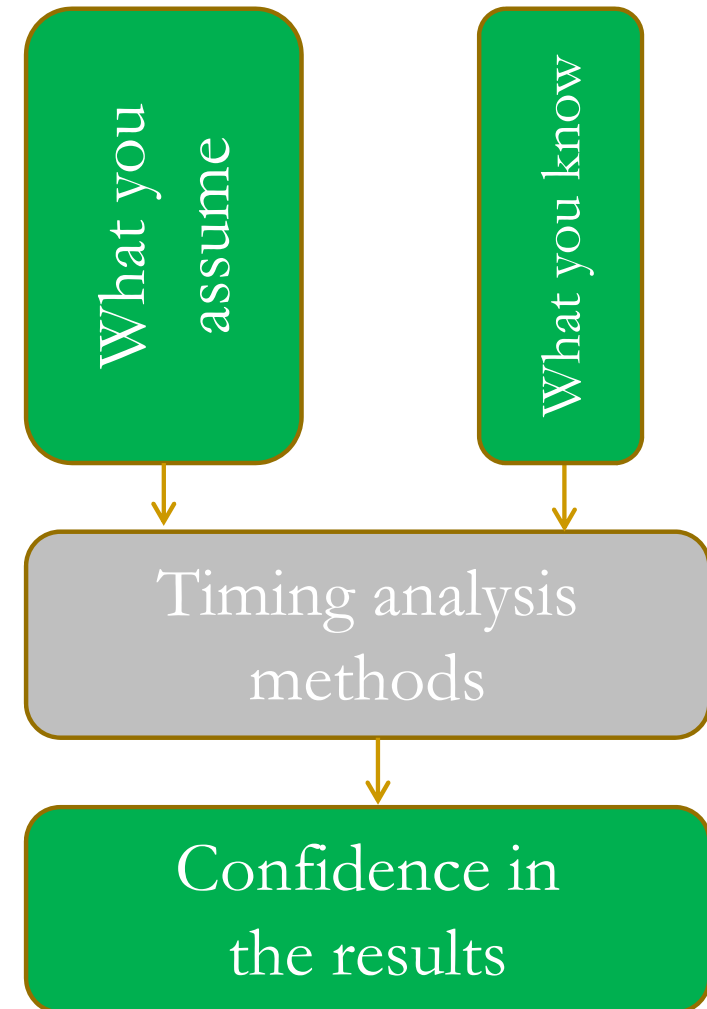 What you
assume
What you know
Timing analysis
methods
Confidence in
the results